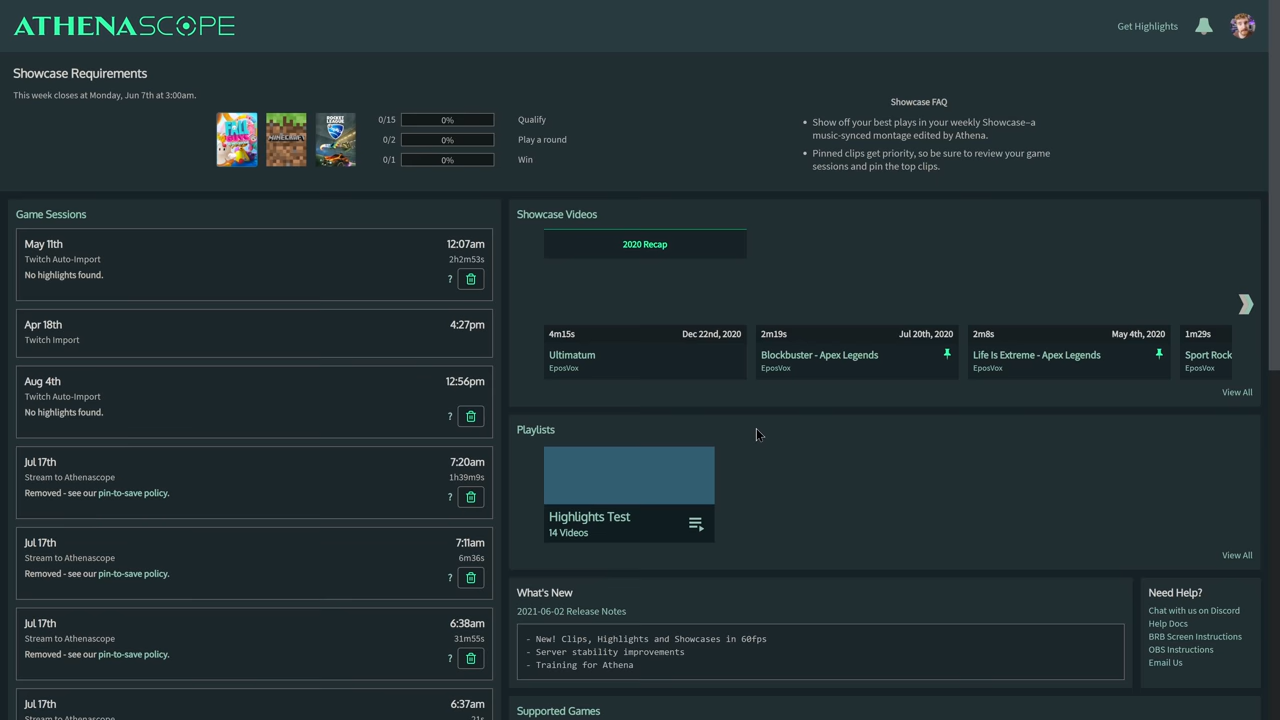 ATHENASCOPE
Get Highlights
Showcase Requirements
This week closes at Monday, Jun 7th at 3:00am.
FALL GUYS
MINECRAFT
ROCKET LEAGUE
0/15 0% Qualify
0/2 0% Play a round
0/1 0% Win
Showcase FAQ
Show off your best plays in your weekly Showcase–a
music-synced montage edited by Athena.
Pinned clips get priority, so be sure to review your game
sessions and pin the top clips.
Game Sessions
May 11th 12:07am
Twitch Auto-Import 2h2m53s
No highlights found. ?
Apr 18th 4:27pm
Twitch Import
Aug 4th 12:56pm
Twitch Auto-Import
No highlights found. ?
Jul 17th 7:20am
Stream to Athenascope 1h39m9s
Removed - see our pin-to-save policy. ?
Jul 17th 7:11am
Stream to Athenascope 6m36s
Removed - see our pin-to-save policy. ?
Jul 17th 6:38am
Stream to Athenascope 31m55s
Removed - see our pin-to-save policy. ?
Jul 17th 6:37am
Stream to Athenascope 21s
Showcase Videos
2020 Recap
4m15s Dec 22nd, 2020
Ultimatum
EposVox
2m19s Jul 20th, 2020
Blockbuster - Apex Legends
EposVox
2m8s May 4th, 2020
Life Is Extreme - Apex Legends
EposVox
1m29s
Sport Rock
EposVox
View All
Playlists
Highlights Test
14 Videos
View All
What's New
2021-06-02 Release Notes
- New! Clips, Highlights and Showcases in 60fps
- Server stability improvements
- Training for Athena
Need Help?
Chat with us on Discord
Help Docs
BRB Screen Instructions
OBS Instructions
Email Us
Supported Games